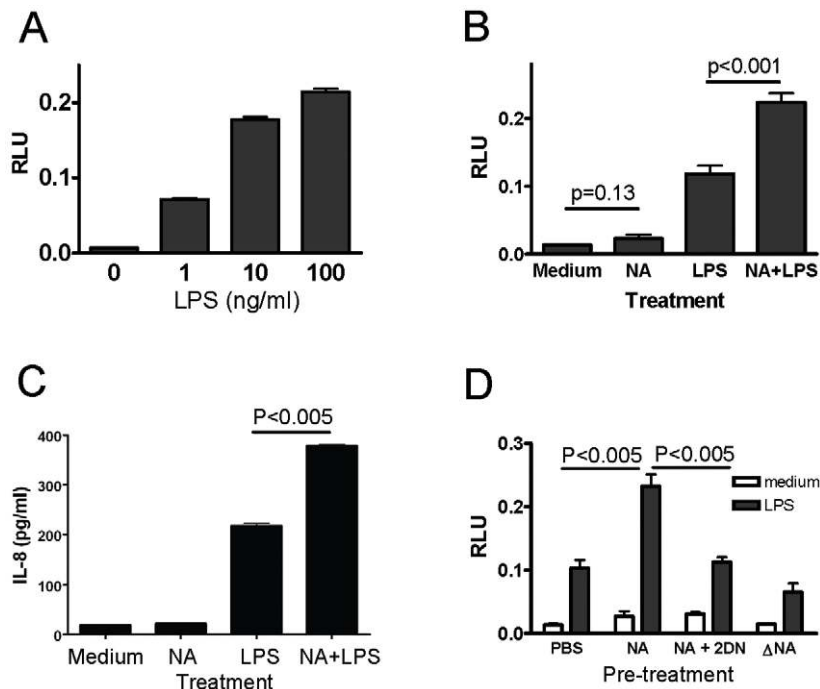 A
RLU
0.2
0.1
0.0
0 1 10 100
LPS (ng/ml)
B
RLU
0.2
0.1
0.0
p=0.13
p<0.001
Medium NA LPS NA+LPS
Treatment
C
IL-8 (pg/ml)
400
300
200
100
0
P<0.005
Medium NA LPS NA+LPS
Treatment
D
RLU
0.3
0.2
0.1
0.0
P<0.005 P<0.005
medium
LPS
PBS NA NA + 2DN ΔNA
Pre-treatment